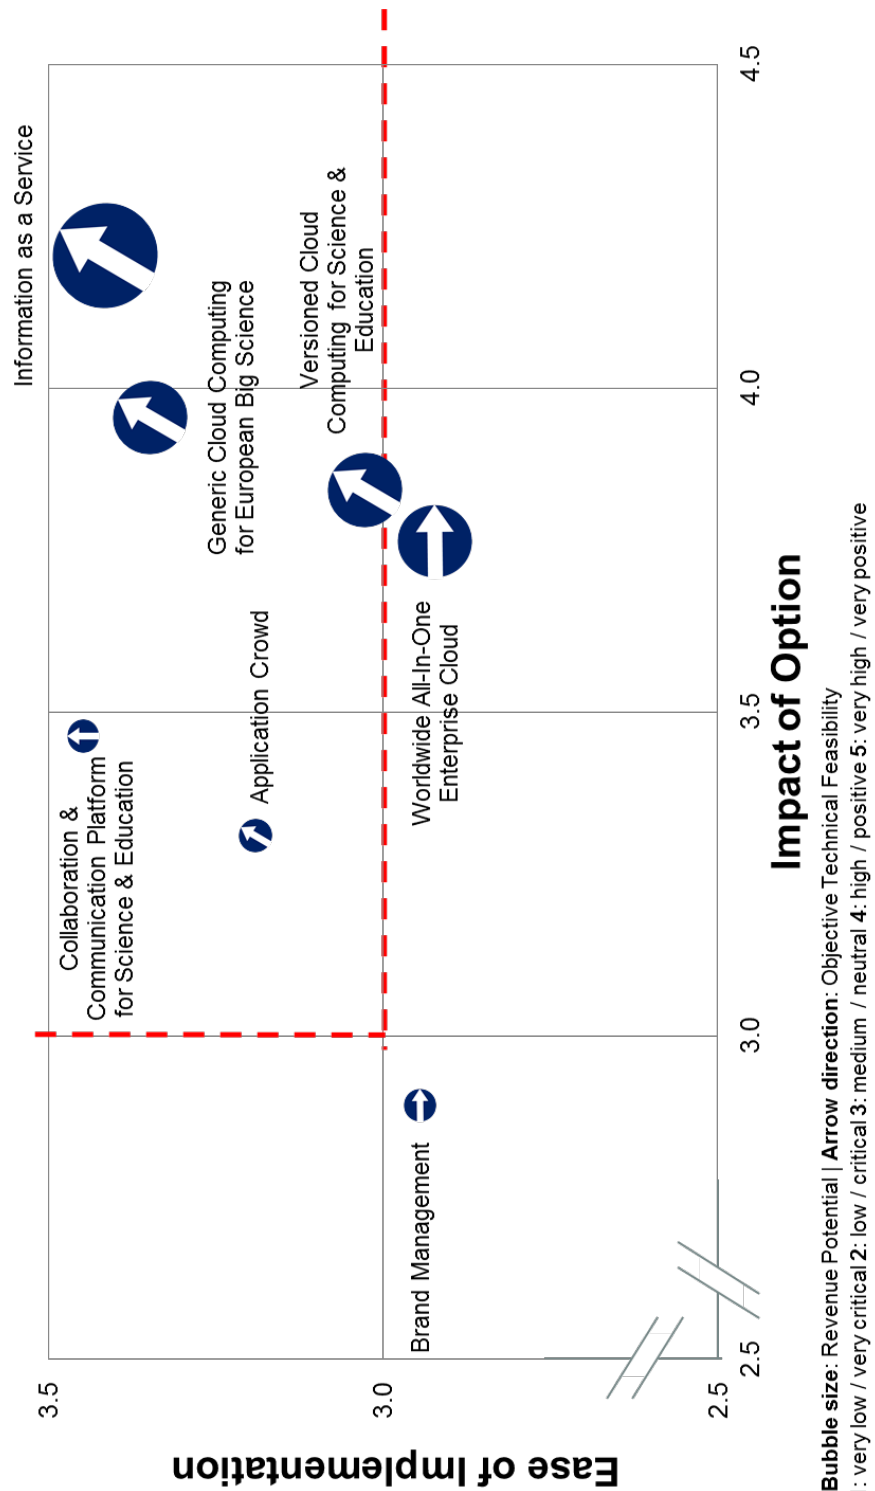 Information as a Service
Generic Cloud Computing
for European Big Science
Versioned Cloud
Computing for Science &
Education
Collaboration &
Communication Platform
for Science & Education
Application Crowd
Worldwide All-In-One
Enterprise Cloud
Brand Management
Ease of Implementation
3.5
3.0
2.5
2.5
3.0
3.5
4.0
4.5
Impact of Option
Bubble size: Revenue Potential | Arrow direction: Objective Technical Feasibility
: very low / very critical 2: low / critical 3: medium / neutral 4: high / positive 5: very high / very positive